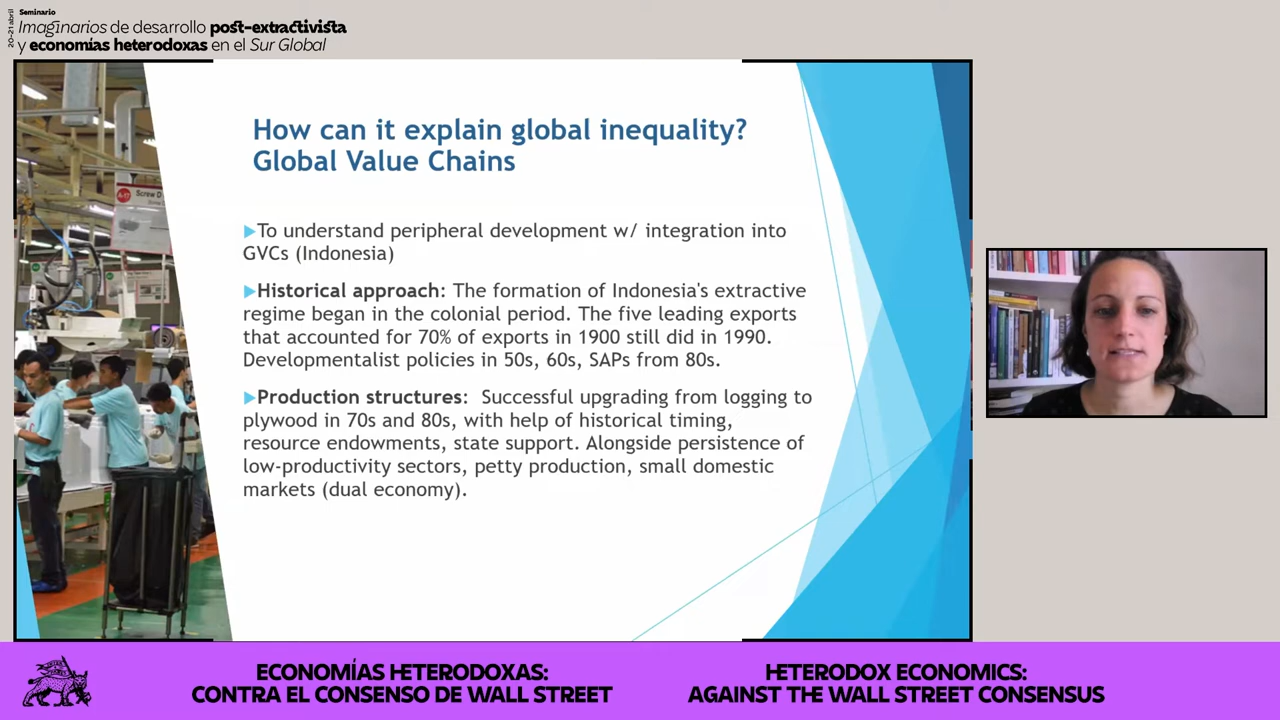 20-21 abril
Seminario
Imaginarios de desarrollo post-extractivista
y economías heterodoxas en el Sur Global
How can it explain global inequality?
Global Value Chains
To understand peripheral development w/ integration into
GVCs (Indonesia)
Historical approach: The formation of Indonesia's extractive
regime began in the colonial period. The five leading exports
that accounted for 70% of exports in 1900 still did in 1990.
Developmentalist policies in 50s, 60s, SAPs from 80s.
Production structures: Successful upgrading from logging to
plywood in 70s and 80s, with help of historical timing,
resource endowments, state support. Alongside persistence of
low-productivity sectors, petty production, small domestic
markets (dual economy).
Screw D
ECONOMÍAS HETERODOXAS:
CONTRA EL CONSENSO DE WALL STREET
HETERODOX ECONOMICS:
AGAINST THE WALL STREET CONSENSUS